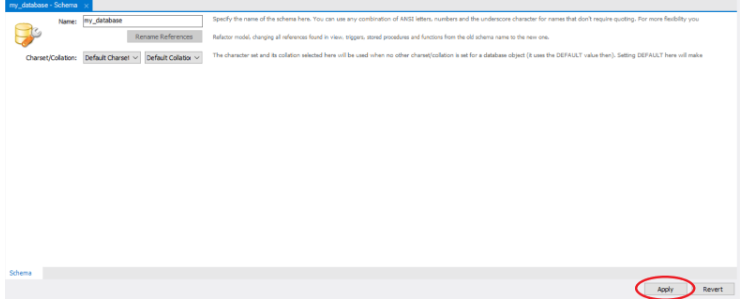 my_database - Schema ×
Name: my_database
Specify the name of the schema here. You can use any combination of ANSI letters, numbers and the underscore character for names that don't require quoting. For more flexibility you
Rename References
Refactor model, changing all references found in view, triggers, stored procedures and functions from the old schema name to the new one.
Charset/Collation: Default Charset Default Collation
The character set and its collation selected here will be used when no other charset/collation is set for a database object (it uses the DEFAULT value then). Setting DEFAULT here will make
Schema
Apply Revert